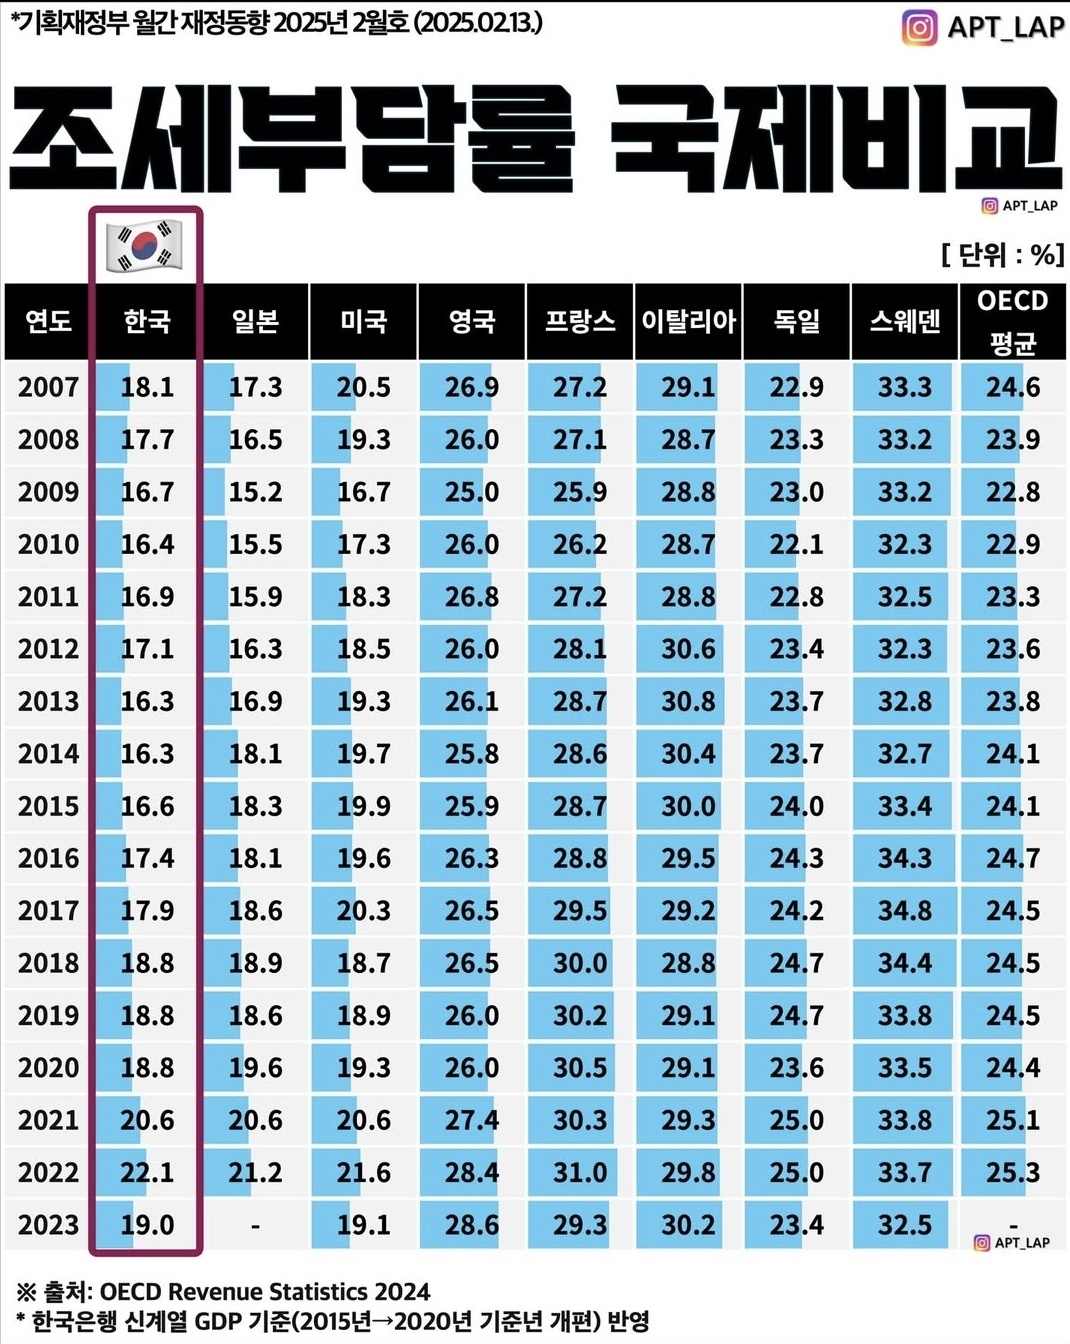 *기획재정부 월간 재정동향 2025년 2월호 (2025.02.13.)
APT_LAP
조세부담률 국제비교
APT_LAP
[ 단위 : %]
연도 한국 일본 미국 영국 프랑스 이탈리아 독일 스웨덴 OECD 평균
2007 18.1 17.3 20.5 26.9 27.2 29.1 22.9 33.3 24.6
2008 17.7 16.5 19.3 26.0 27.1 28.7 23.3 33.2 23.9
2009 16.7 15.2 16.7 25.0 25.9 28.8 23.0 33.2 22.8
2010 16.4 15.5 17.3 26.0 26.2 28.7 22.1 32.3 22.9
2011 16.9 15.9 18.3 26.8 27.2 28.8 22.8 32.5 23.3
2012 17.1 16.3 18.5 26.0 28.1 30.6 23.4 32.3 23.6
2013 16.3 16.9 19.3 26.1 28.7 30.8 23.7 32.8 23.8
2014 16.3 18.1 19.7 25.8 28.6 30.4 23.7 32.7 24.1
2015 16.6 18.3 19.9 25.9 28.7 30.0 24.0 33.4 24.1
2016 17.4 18.1 19.6 26.3 28.8 29.5 24.3 34.3 24.7
2017 17.9 18.6 20.3 26.5 29.5 29.2 24.2 34.8 24.5
2018 18.8 18.9 18.7 26.5 30.0 28.8 24.7 34.4 24.5
2019 18.8 18.6 18.9 26.0 30.2 29.1 24.7 33.8 24.5
2020 18.8 19.6 19.3 26.0 30.5 29.1 23.6 33.5 24.4
2021 20.6 20.6 20.6 27.4 30.3 29.3 25.0 33.8 25.1
2022 22.1 21.2 21.6 28.4 31.0 29.8 25.0 33.7 25.3
2023 19.0 - 19.1 28.6 29.3 30.2 23.4 32.5 -
APT_LAP
※ 출처: OECD Revenue Statistics 2024
* 한국은행 신계열 GDP 기준(2015년→2020년 기준년 개편) 반영